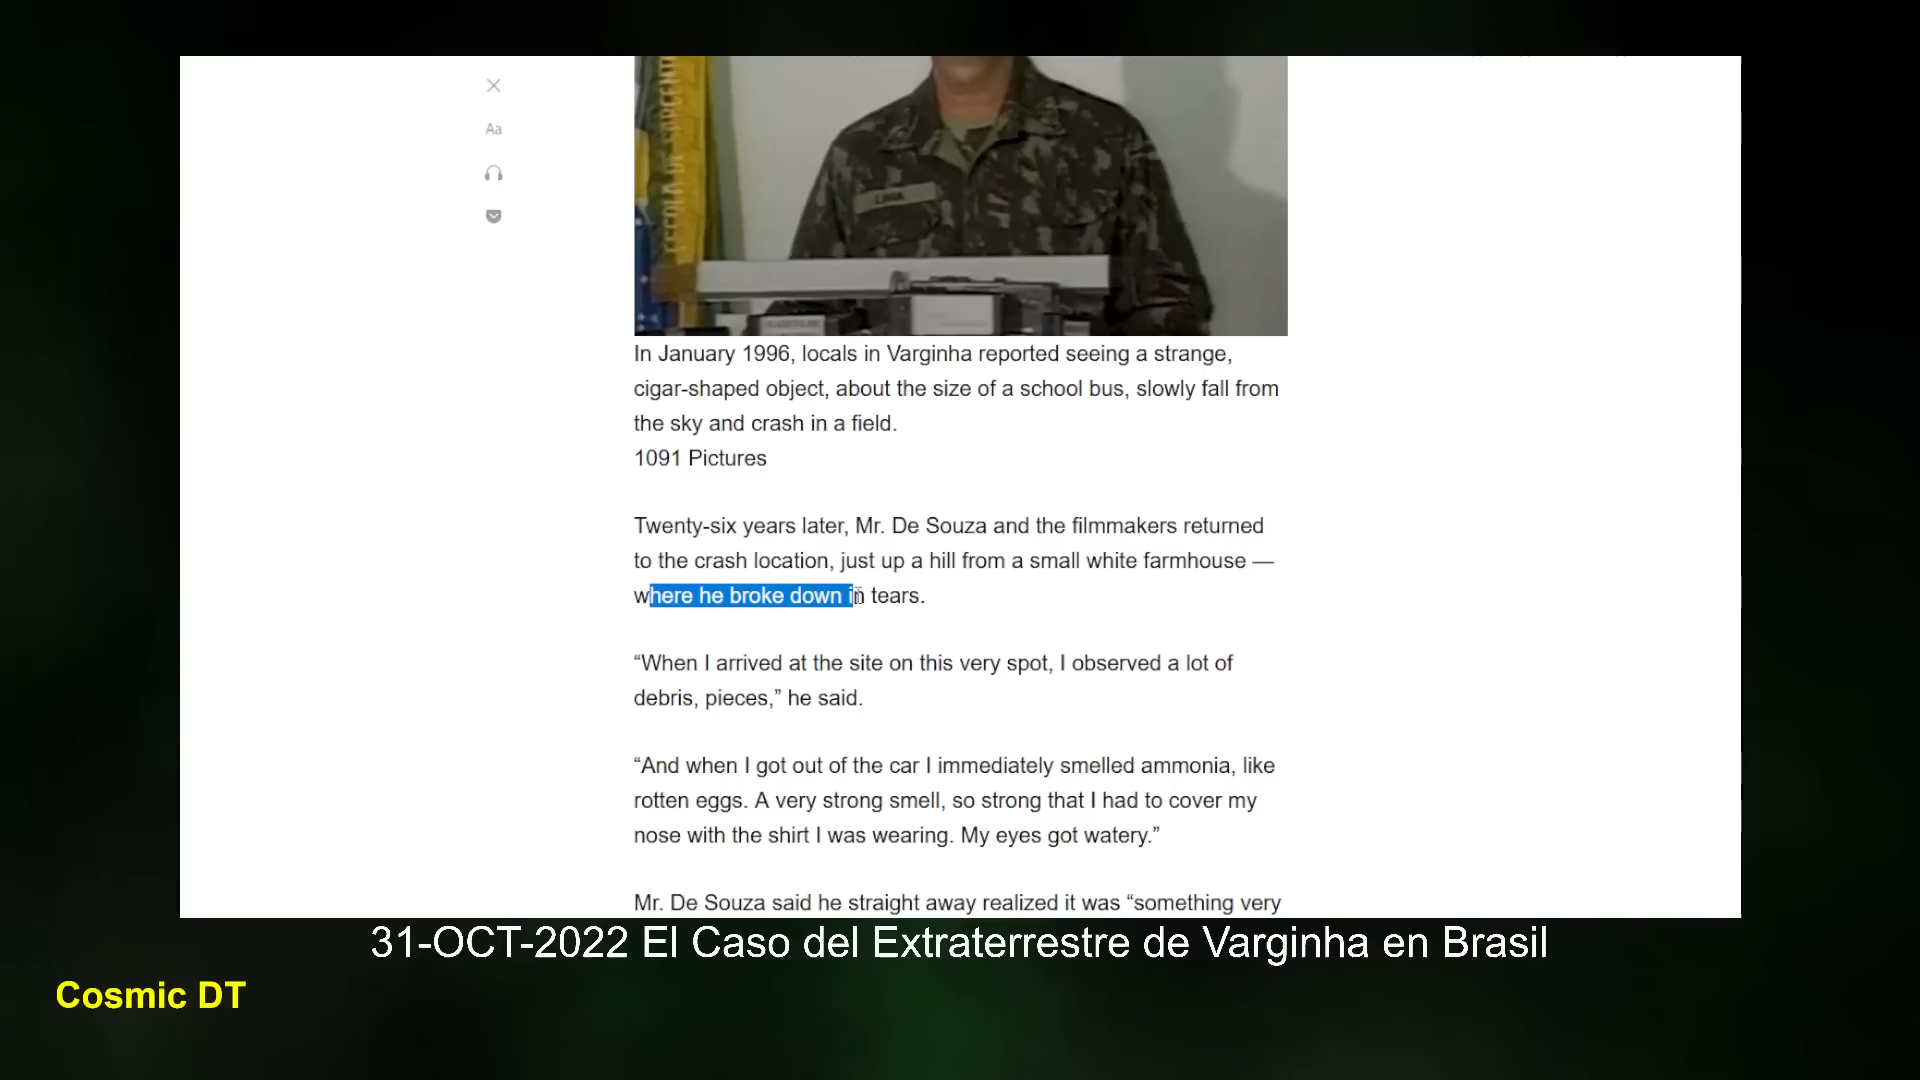 ESCOLA DE SARGENT
LIMA
Aa
In January 1996, locals in Varginha reported seeing a strange,
cigar-shaped object, about the size of a school bus, slowly fall from
the sky and crash in a field.
1091 Pictures
Twenty-six years later, Mr. De Souza and the filmmakers returned
to the crash location, just up a hill from a small white farmhouse —
where he broke down in tears.
“When I arrived at the site on this very spot, I observed a lot of
debris, pieces,” he said.
“And when I got out of the car I immediately smelled ammonia, like
rotten eggs. A very strong smell, so strong that I had to cover my
nose with the shirt I was wearing. My eyes got watery.”
Mr. De Souza said he straight away realized it was “something very
31-OCT-2022 El Caso del Extraterrestre de Varginha en Brasil
Cosmic DT